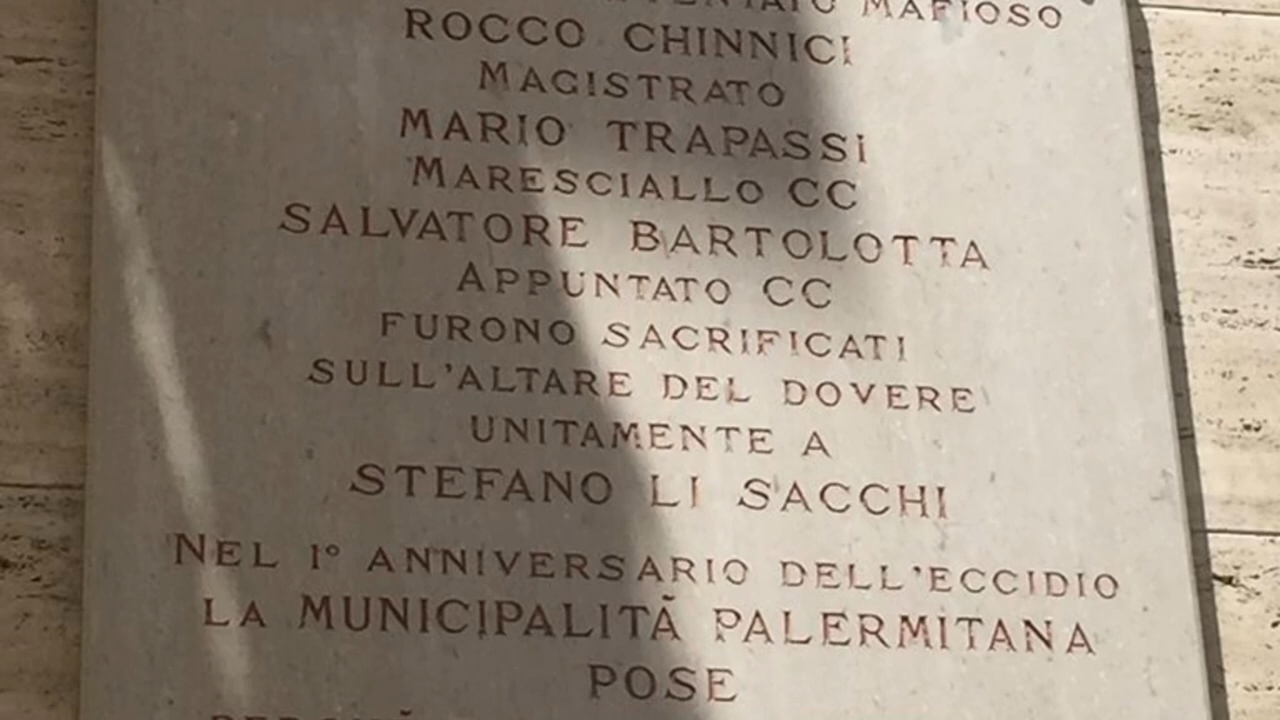 MAFIOSO
ROCCO CHINNICI
MAGISTRATO
MARIO TRAPASSI
MARESCIALLO CC
SALVATORE BARTOLOTTA
APPUNTATO CC
FURONO SACRIFICATI
SULL'ALTARE DEL DOVERE
UNITAMENTE A
STEFANO LI SACCHI
NEL 1° ANNIVERSARIO DELL'ECCIDIO
LA MUNICIPALITÀ PALERMITANA
POSE